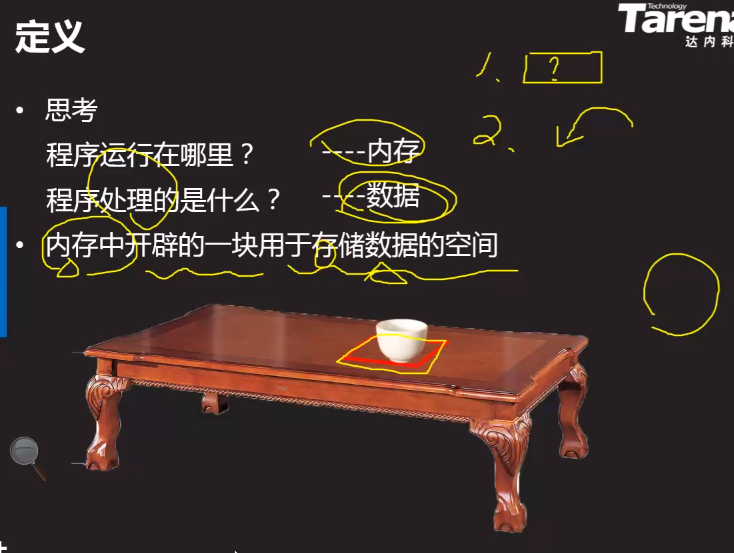 定义
Technology
Tarena
达内科
1、?
2、
• 思考
程序运行在哪里？ ----内存
程序处理的是什么？ ----数据
• 内存中开辟的一块用于存储数据的空间